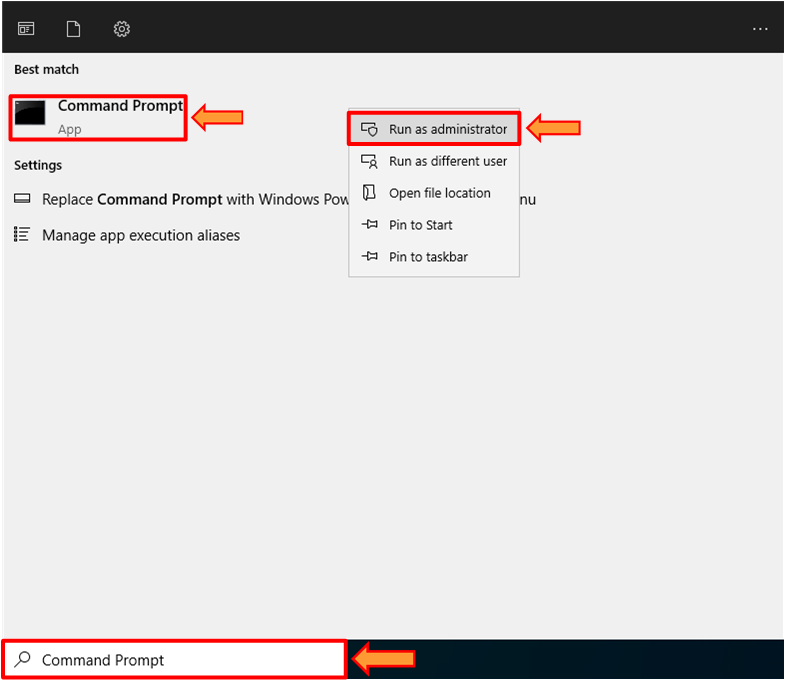 Best match
Command Prompt
App
Run as administrator
Settings
Run as different user
Replace Command Prompt with Windows Pow
nu
Open file location
Pin to Start
Manage app execution aliases
Pin to taskbar
Command Prompt